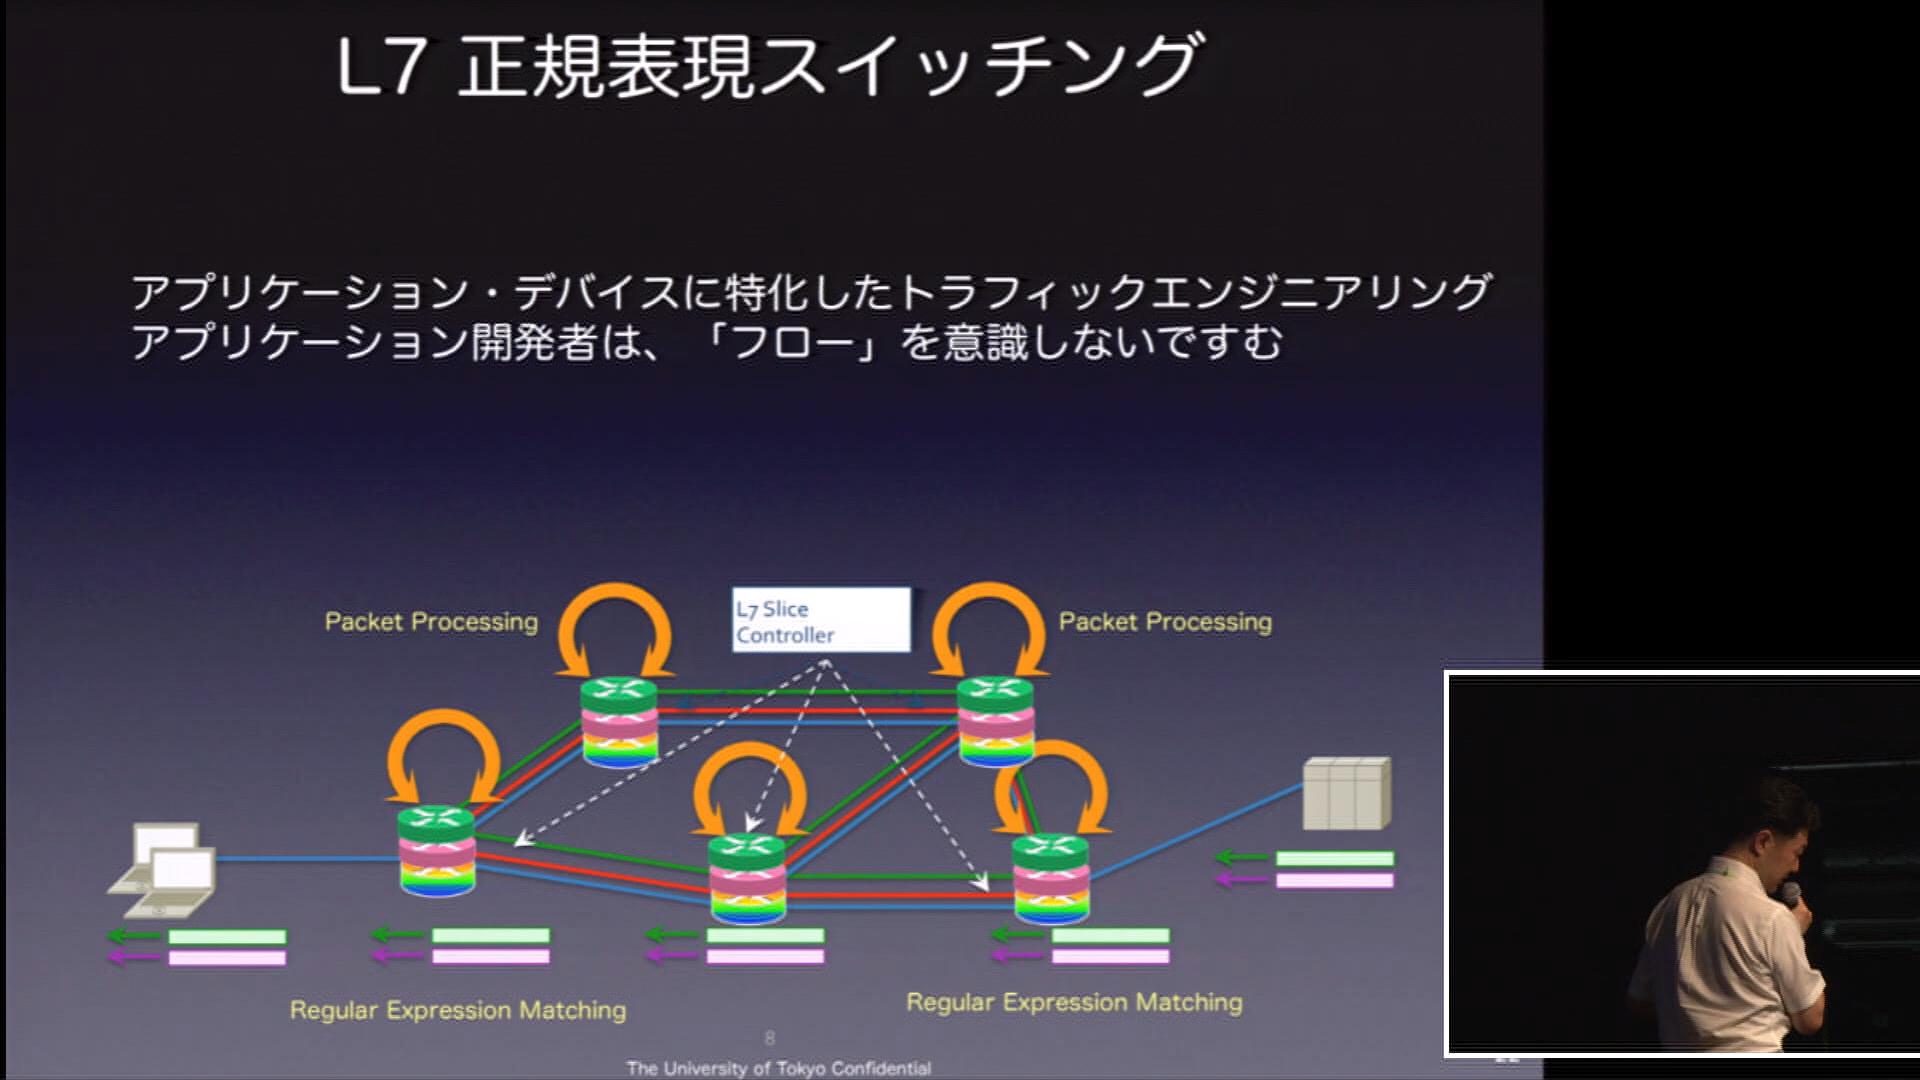 L7 正規表現スイッチング
アプリケーション・デバイスに特化したトラフィックエンジニアリング
アプリケーション開発者は、「フロー」を意識しないですむ
Packet Processing
L7 Slice
Controller
Packet Processing
Regular Expression Matching
Regular Expression Matching
8
The University of Tokyo Confidential